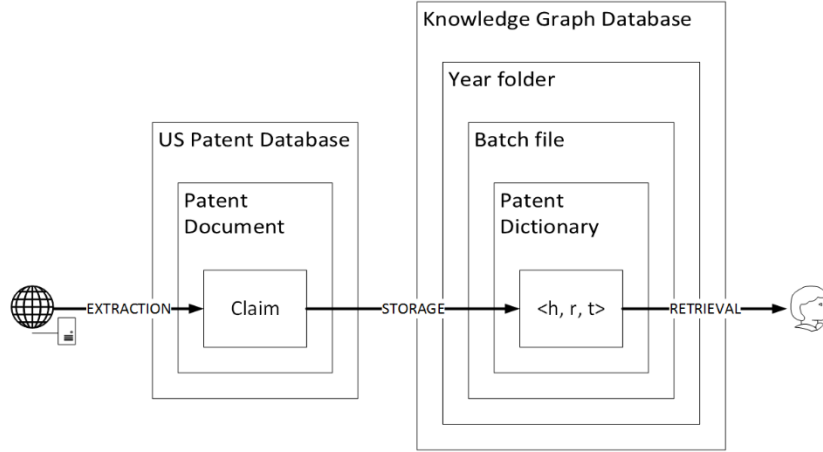 Knowledge Graph Database
Year folder
US Patent Database
Batch file
Patent
Document
Patent
Dictionary
EXTRACTION
Claim
STORAGE
<h, r, t>
RETRIEVAL